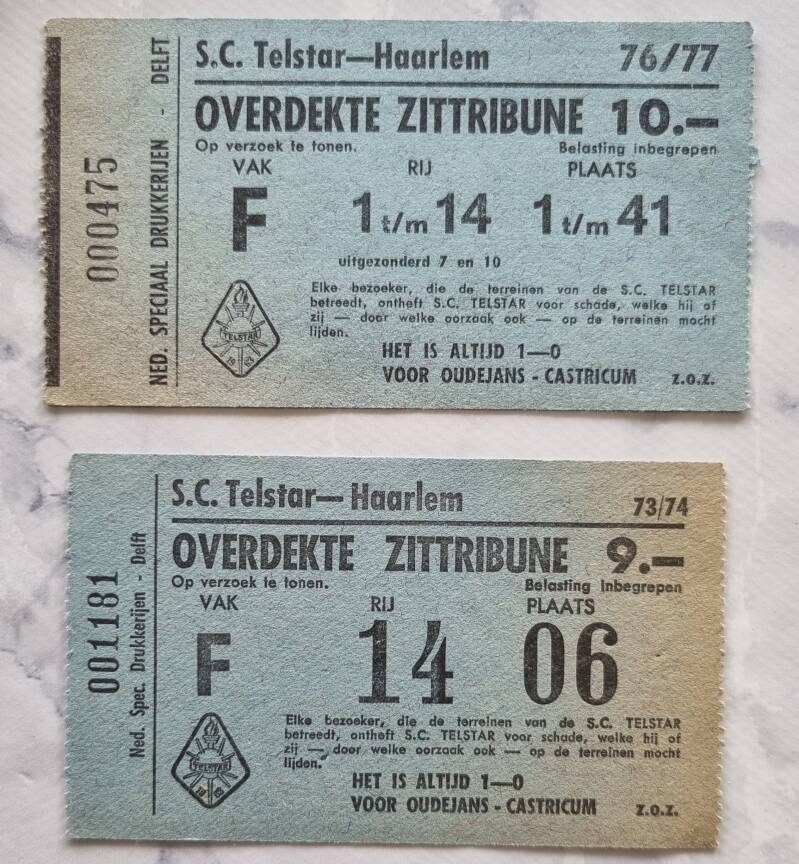 S.C. Telstar—Haarlem 76/77
OVERDEKTE ZITTRIBUNE 10.—
Op verzoek te tonen. Belasting inbegrepen
VAK RIJ PLAATS
F 1 t/m 14 1 t/m 41
uitgezonderd 7 en 10
Elke bezoeker, die de terreinen van de S.C. TELSTAR
betreedt, ontheft S.C. TELSTAR voor schade, welke hij of
zij — door welke oorzaak ook — op de terreinen mocht
lijden.
HET IS ALTIJD 1—0
VOOR OUDEJANS - CASTRICUM z.o.z.
TELSTAR
1963
000475
NED. SPECIAAL DRUKKERIJEN - DELFT
S.C. Telstar—Haarlem 73/74
OVERDEKTE ZITTRIBUNE 9.—
Op verzoek te tonen. Belasting inbegrepen
VAK RIJ PLAATS
F 14 06
Elke bezoeker, die de terreinen van de S.C. TELSTAR
betreedt, ontheft S.C. TELSTAR voor schade, welke hij of
zij — door welke oorzaak ook — op de terreinen mocht
lijden.
HET IS ALTIJD 1—0
VOOR OUDEJANS - CASTRICUM z.o.z.
TELSTAR
1963
001181
Ned. Spec. Drukkerijen - Delft